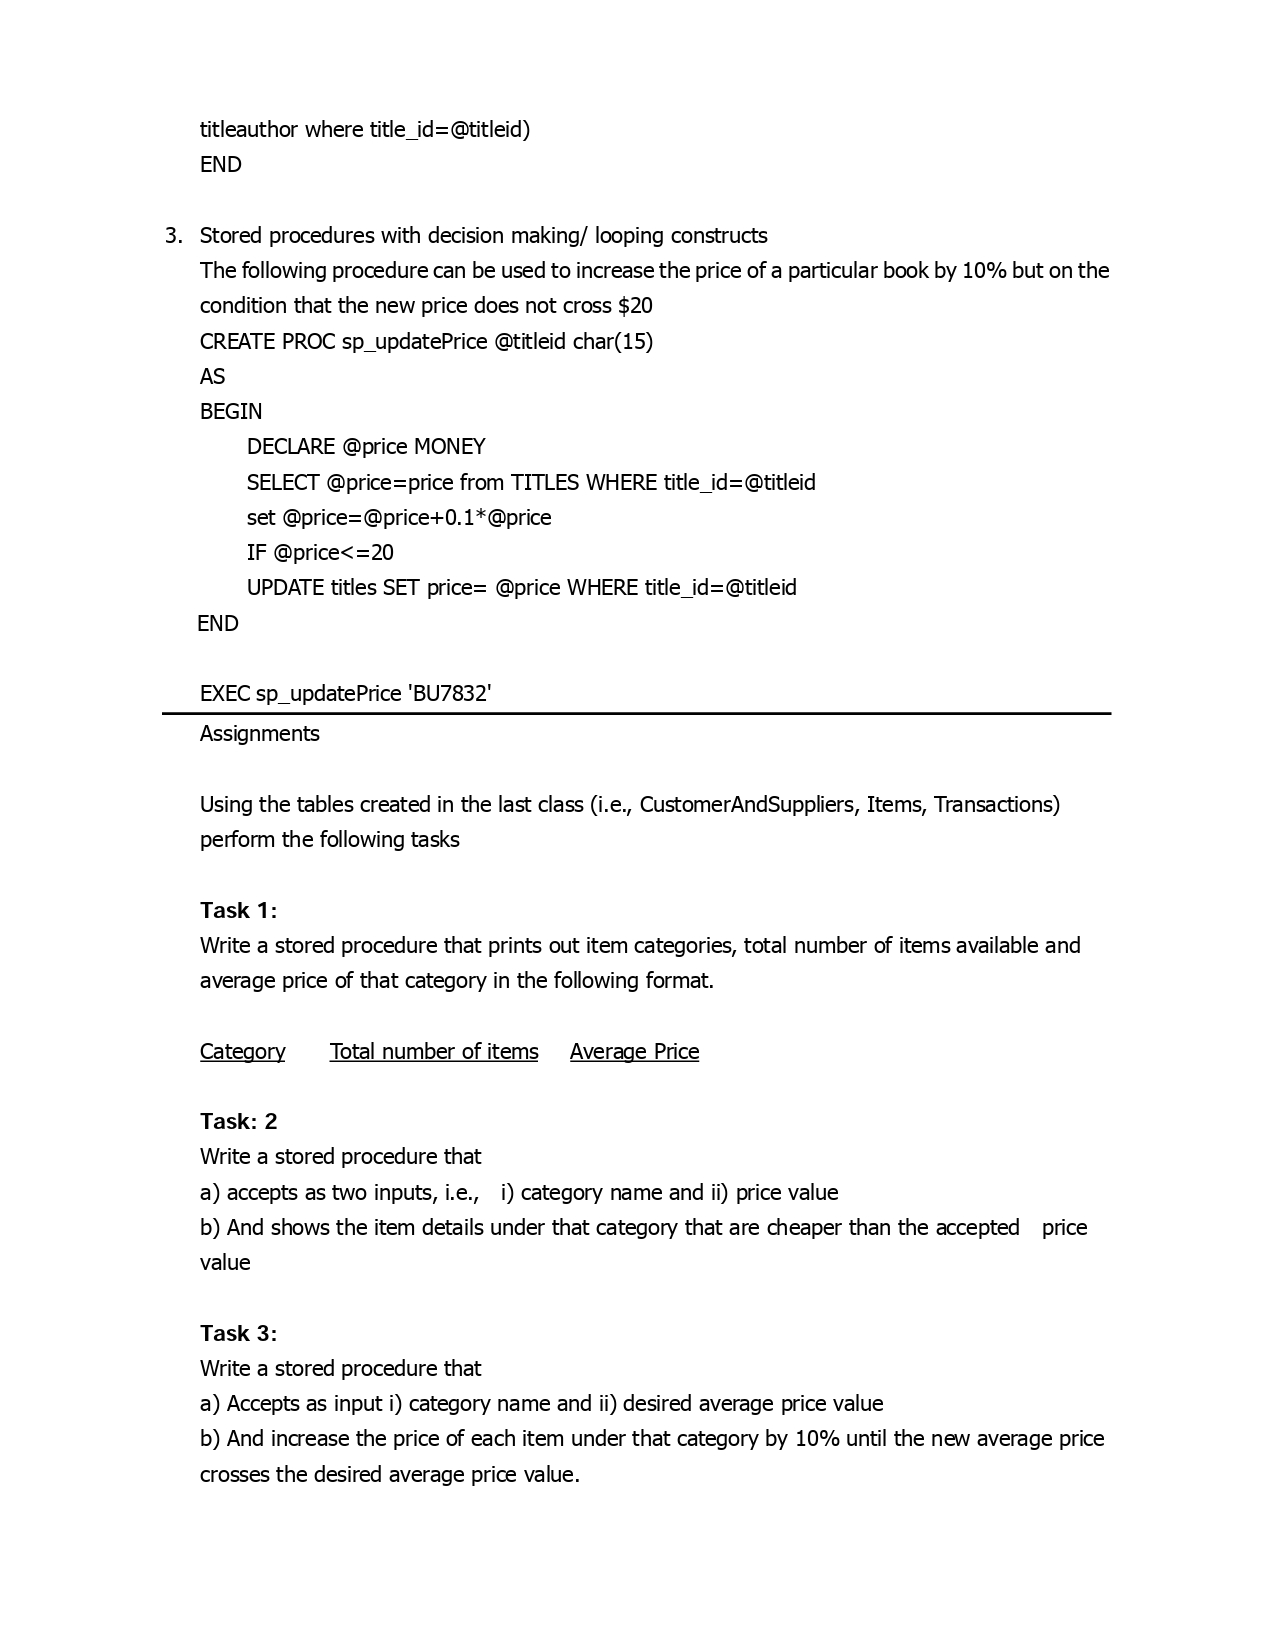 titleauthor where title_id=@titleid)
END
3. Stored procedures with decision making/ looping constructs
The following procedure can be used to increase the price of a particular book by 10% but on the
condition that the new price does not cross $20
CREATE PROC sp_updatePrice @titleid char(15)
AS
BEGIN
DECLARE @price MONEY
SELECT @price=price from TITLES WHERE title_id=@titleid
set @price=@price+0.1*@price
IF @price<=20
UPDATE titles SET price= @price WHERE title_id=@titleid
END
EXEC sp_updatePrice 'BU7832'
Assignments
Using the tables created in the last class (i.e., CustomerAndSuppliers, Items, Transactions)
perform the following tasks
Task 1:
Write a stored procedure that prints out item categories, total number of items available and
average price of that category in the following format.
Category Total number of items Average Price
Task: 2
Write a stored procedure that
a) accepts as two inputs, i.e., i) category name and ii) price value
b) And shows the item details under that category that are cheaper than the accepted price
value
Task 3:
Write a stored procedure that
a) Accepts as input i) category name and ii) desired average price value
b) And increase the price of each item under that category by 10% until the new average price
crosses the desired average price value.